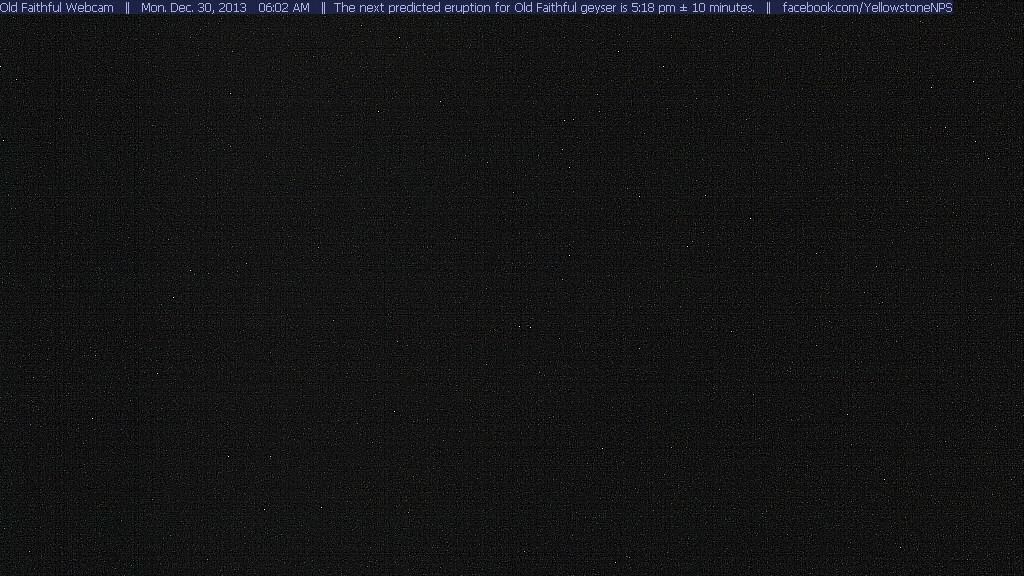 Old Faithful Webcam || Mon. Dec. 30, 2013 06:02 AM || The next predicted eruption for Old Faithful geyser is 5:18 pm ± 10 minutes. || facebook.com/YellowstoneNPS